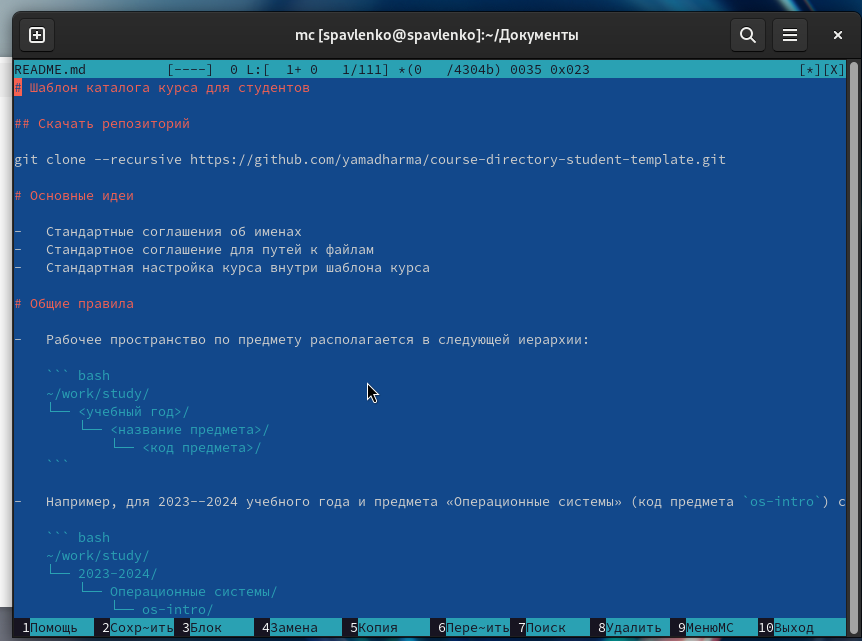 mc [spavlenko@spavlenko]:~/Документы
README.md [----] 0 L:[ 1+ 0 1/111] *(0 /4304b) 0035 0x023 [*][X]
# Шаблон каталога курса для студентов
## Скачать репозиторий
git clone --recursive https://github.com/yamadharma/course-directory-student-template.git
# Основные идеи
- Стандартные соглашения об именах
- Стандартное соглашение для путей к файлам
- Стандартная настройка курса внутри шаблона курса
# Общие правила
- Рабочее пространство по предмету располагается в следующей иерархии:
``` bash
~/work/study/
└── <учебный год>/
└── <название предмета>/
└── <код предмета>/
```
- Например, для 2023--2024 учебного года и предмета «Операционные системы» (код предмета `os-intro`) с
``` bash
~/work/study/
└── 2023-2024/
└── Операционные системы/
└── os-intro/
1Помощь 2Сохр~ить 3Блок 4Замена 5Копия 6Пере~ить 7Поиск 8Удалить 9МенюMC 10Выход